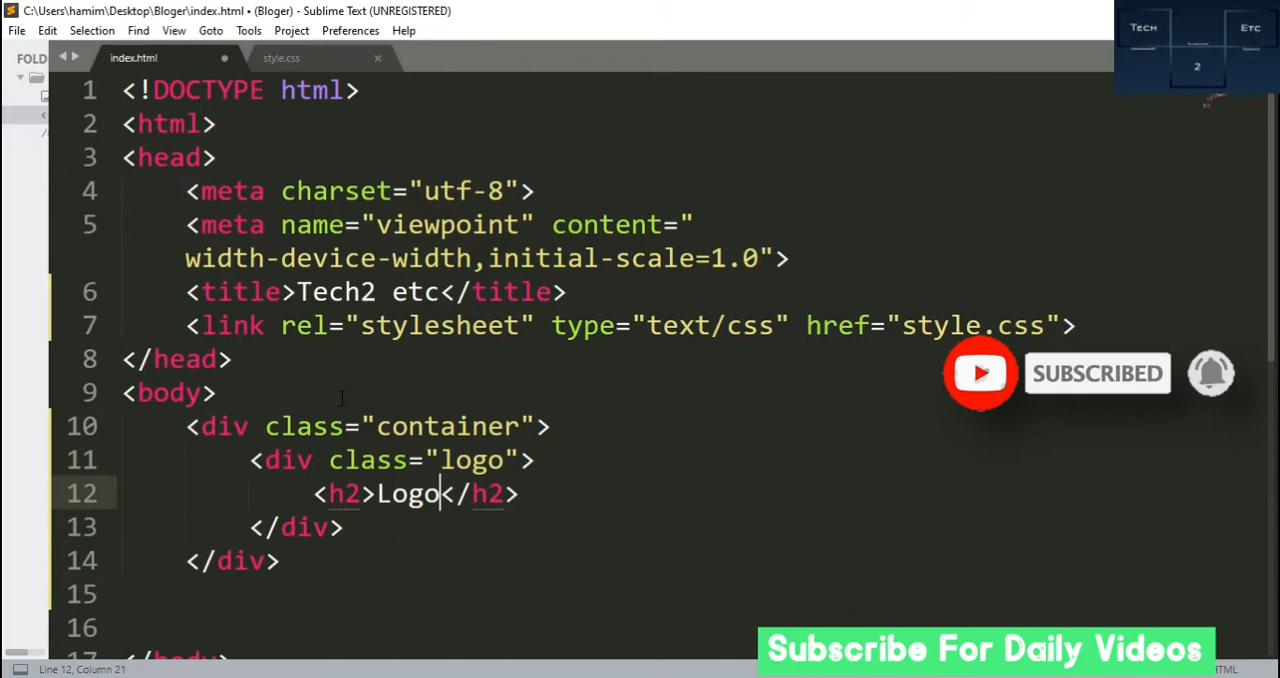 C:\Users\hamim\Desktop\Bloger\index.html • (Bloger) - Sublime Text (UNREGISTERED)
File Edit Selection Find View Goto Tools Project Preferences Help
Tech Etc
2
FOLD
index.html style.css
1 <!DOCTYPE html>
2 <html>
3 <head>
4 <meta charset="utf-8">
5 <meta name="viewpoint" content="
width-device-width,initial-scale=1.0">
6 <title>Tech2 etc</title>
7 <link rel="stylesheet" type="text/css" href="style.css">
8 </head>
9 <body>
10 <div class="container">
11 <div class="logo">
12 <h2>Logo</h2>
13 </div>
14 </div>
15
16
17 </body>
SUBSCRIBED
Subscribe For Daily Videos
Line 12, Column 21
HTML